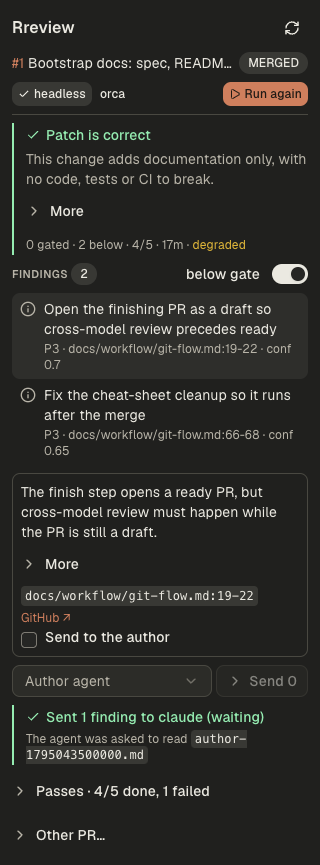 Rreview
#1 Bootstrap docs: spec, READM… MERGED
headless orca Run again
Patch is correct
This change adds documentation only, with
no code, tests or CI to break.
More
0 gated · 2 below · 4/5 · 17m · degraded
FINDINGS 2 below gate
Open the finishing PR as a draft so
cross-model review precedes ready
P3 · docs/workflow/git-flow.md:19-22 · conf
0.7
Fix the cheat-sheet cleanup so it runs
after the merge
P3 · docs/workflow/git-flow.md:66-68 · conf
0.65
The finish step opens a ready PR, but
cross-model review must happen while
the PR is still a draft.
More
docs/workflow/git-flow.md:19-22
GitHub ↗
Send to the author
Author agent Send 0
Sent 1 finding to claude (waiting)
The agent was asked to read author-
1795043500000.md
Passes · 4/5 done, 1 failed
Other PR…